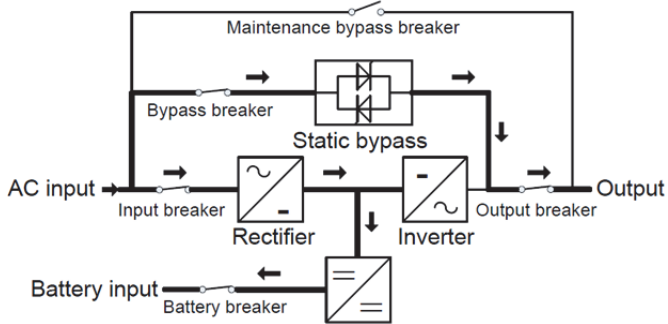 Maintenance bypass breaker
Bypass breaker
Static bypass
AC input
Input breaker
Rectifier
Inverter
Output breaker
Output
Battery input
Battery breaker